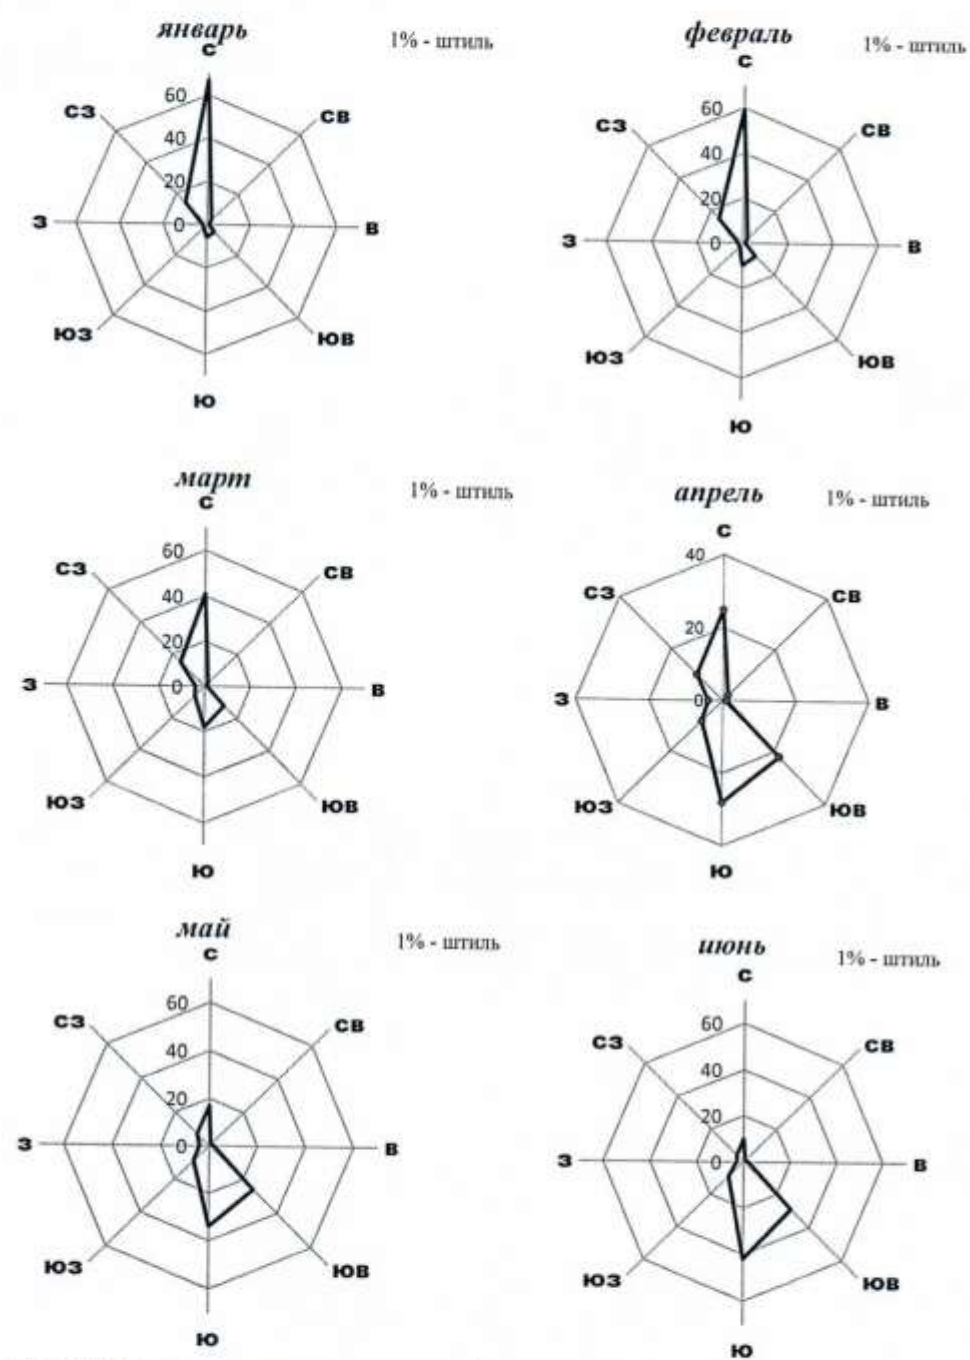 январь
1% - штиль
С
60
СЗ
СВ
40
20
З
0
В
ЮЗ
ЮВ
Ю
февраль
1% - штиль
С
60
СЗ
СВ
40
20
З
0
В
ЮЗ
ЮВ
Ю
март
1% - штиль
С
60
СЗ
СВ
40
20
З
0
В
ЮЗ
ЮВ
Ю
апрель
1% - штиль
С
40
СЗ
СВ
20
З
0
В
ЮЗ
ЮВ
Ю
май
1% - штиль
С
60
СЗ
СВ
40
20
З
0
В
ЮЗ
ЮВ
Ю
июнь
1% - штиль
С
60
СЗ
СВ
40
20
З
0
В
ЮЗ
ЮВ
Ю